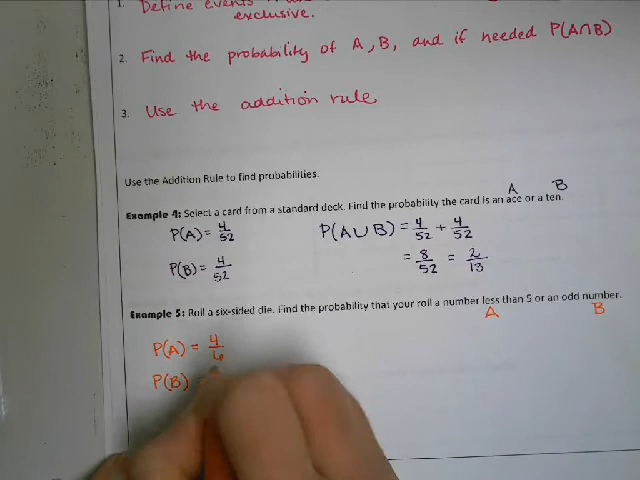 1. Define events
exclusive.
2. Find the probability of A, B, and if needed P(A∩B)
3. Use the addition rule
Use the Addition Rule to find probabilities.
A B
Example 4: Select a card from a standard deck. Find the probability the card is an ace or a ten.
P(A) = 4/52 P(A∪B) = 4/52 + 4/52
P(B) = 4/52 = 8/52 = 2/13
Example 5: Roll a six-sided die. Find the probability that your roll a number less than 5 or an odd number.
A B
P(A) = 4/6
P(B) =